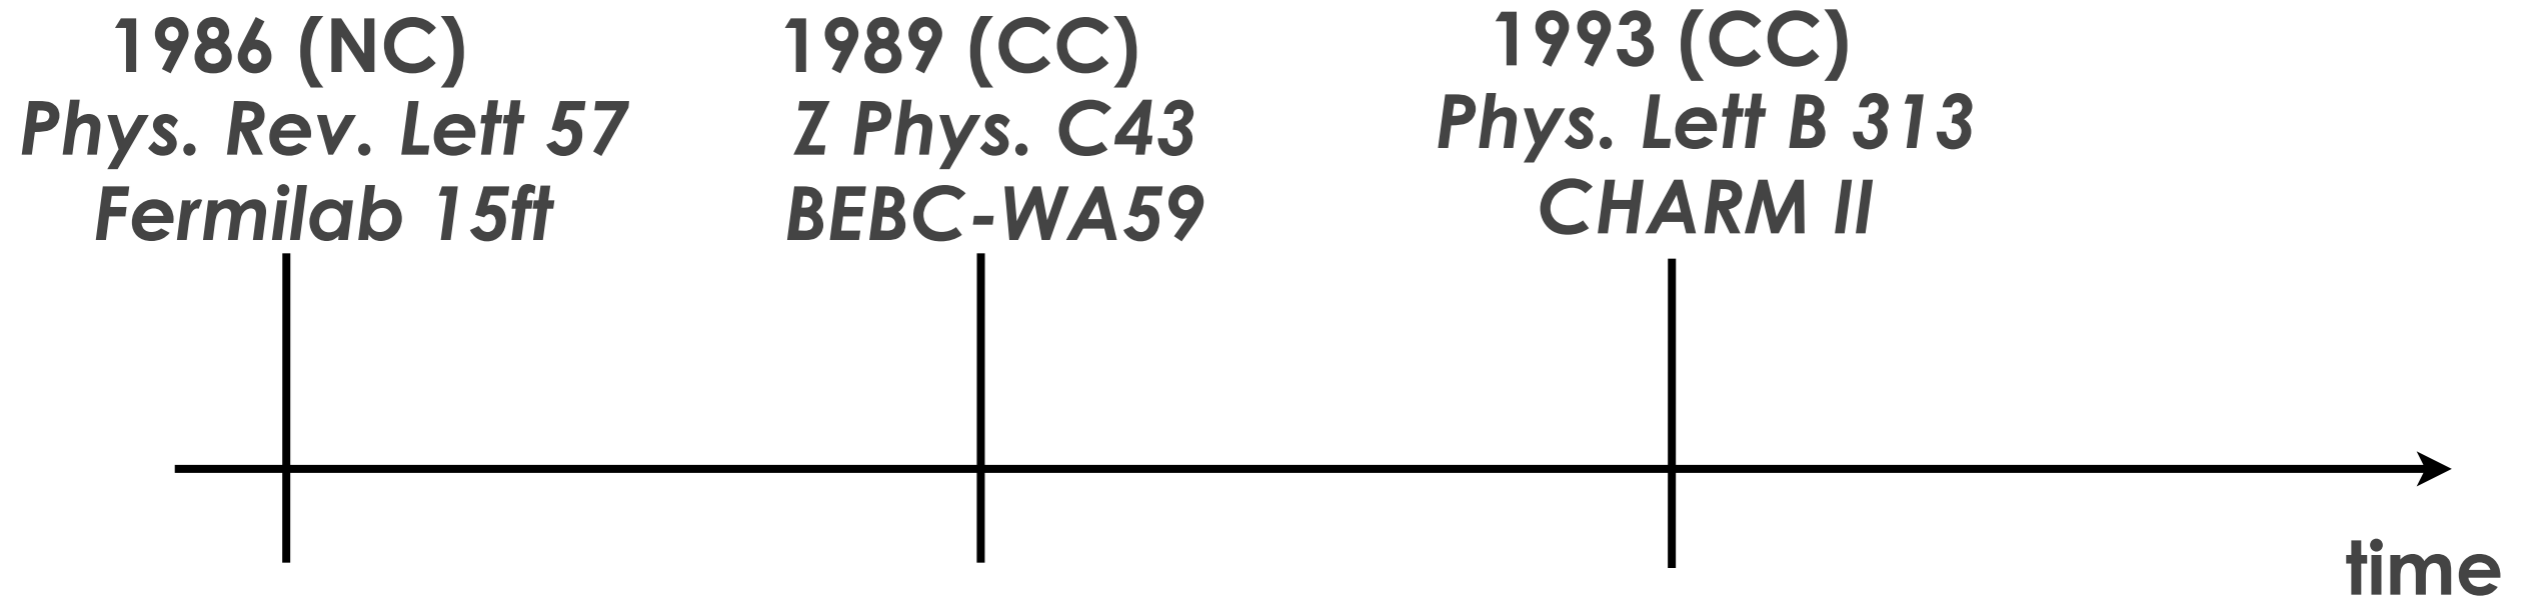 1986 (NC)
Phys. Rev. Lett 57
Fermilab 15ft
1989 (CC)
Z Phys. C43
BEBC-WA59
1993 (CC)
Phys. Lett B 313
CHARM II
time